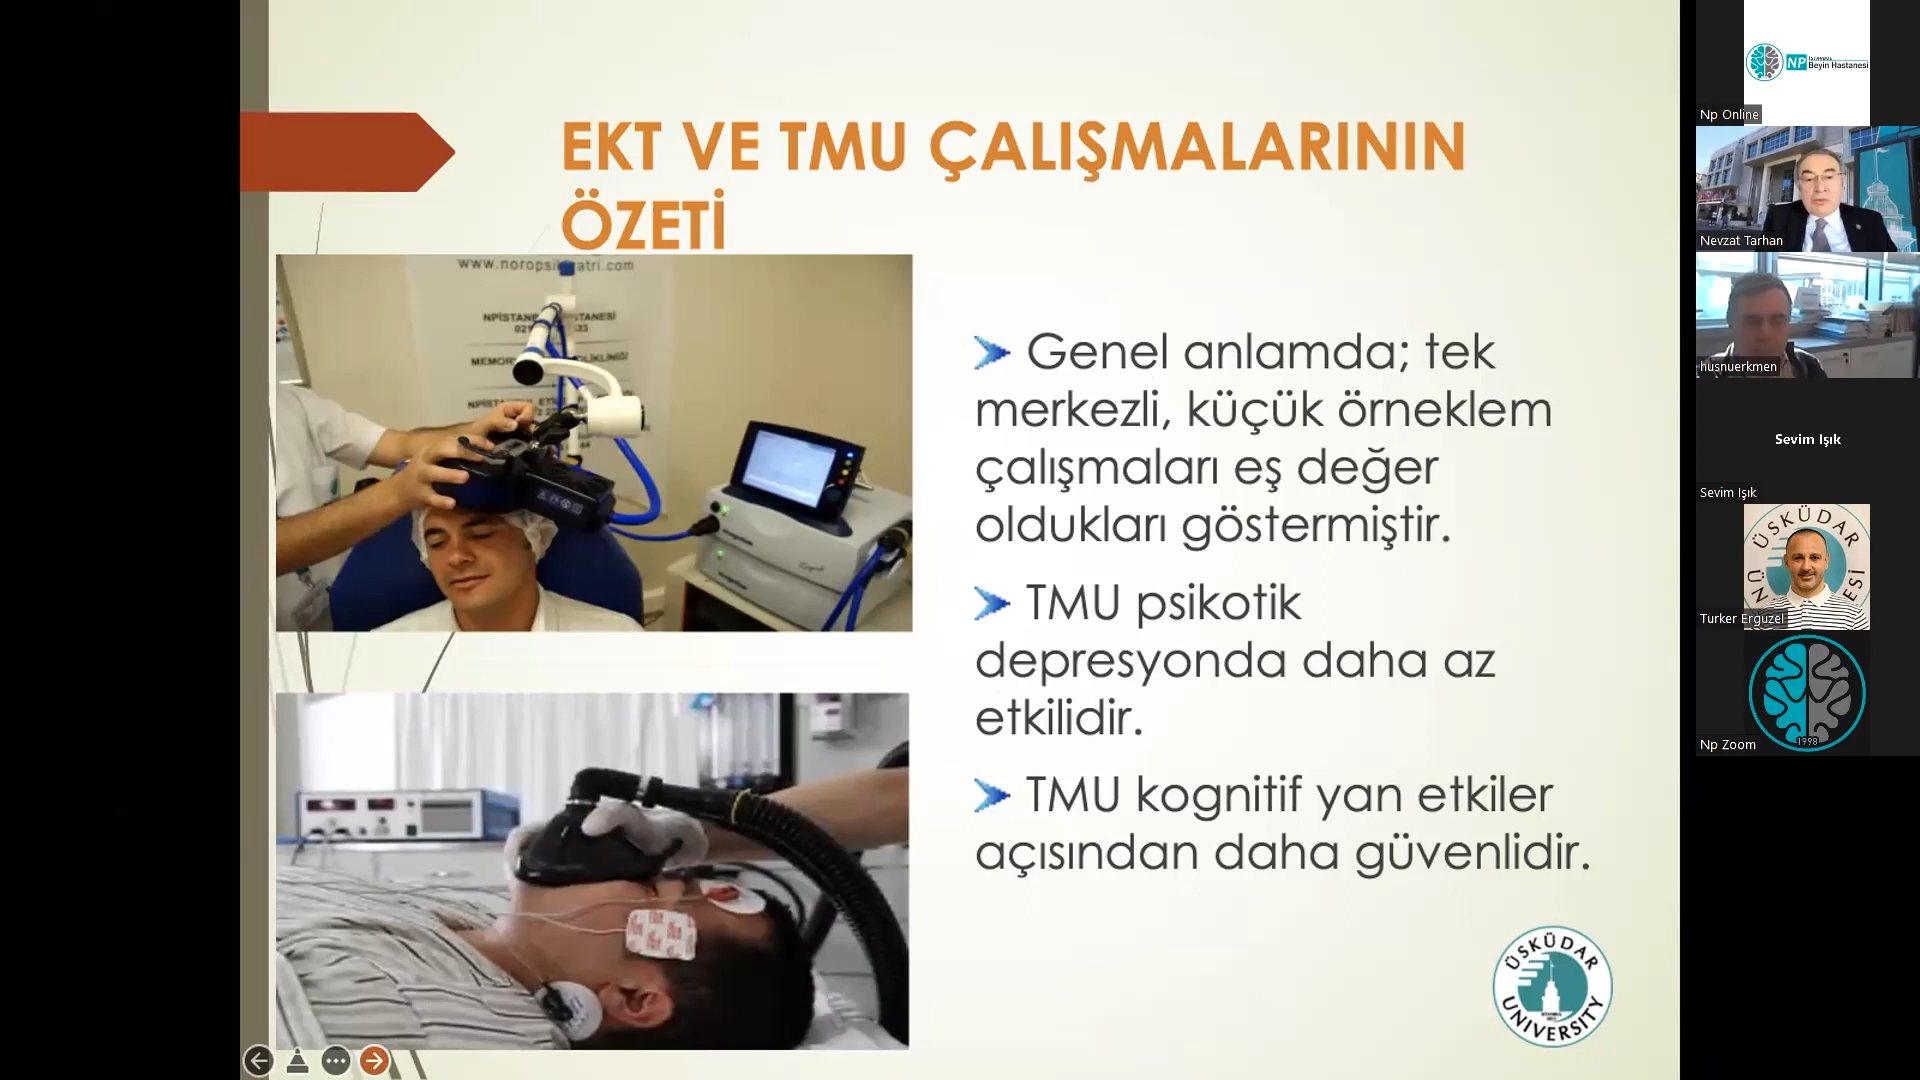 EKT VE TMU ÇALIŞMALARININ
ÖZETİ
www.noropsikiyatri.com
➤ Genel anlamda; tek
merkezli, küçük örneklem
çalışmaları eş değer
oldukları göstermiştir.
➤ TMU psikotik
depresyonda daha az
etkilidir.
➤ TMU kognitif yan etkiler
açısından daha güvenlidir.
ÜSKÜDAR
UNIVERSITY
NP İSTANBUL
Beyin Hastanesi
Np Online
Nevzat Tarhan
husnuerkmen
Sevim Işık
Sevim Işık
ÜSKÜDAR
Turker Erguzel
1998
Np Zoom